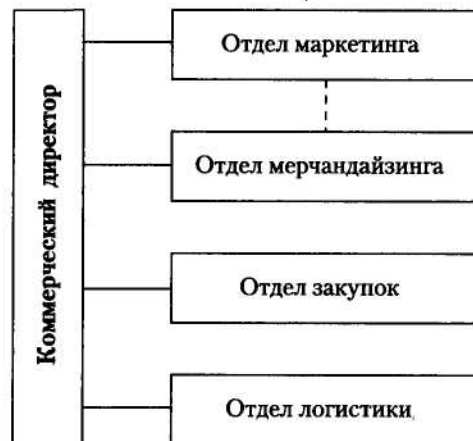 Коммерческий директор
Отдел маркетинга
Отдел мерчандайзинга
Отдел закупок
Отдел логистики